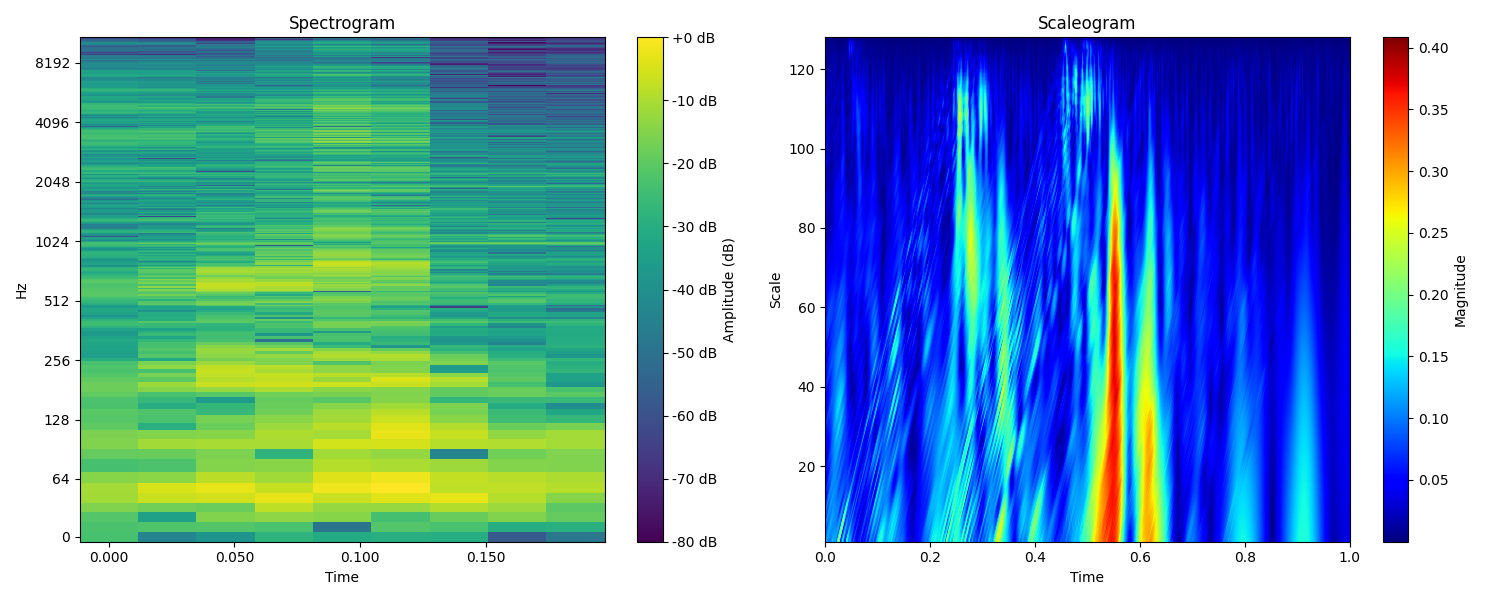 Spectrogram
8192
4096
2048
1024
512
256
128
64
0
Hz
0.000
0.050
0.100
0.150
Time
+0 dB
-10 dB
-20 dB
-30 dB
-40 dB
-50 dB
-60 dB
-70 dB
-80 dB
Amplitude (dB)
Scaleogram
120
100
80
60
40
20
Scale
0.0
0.2
0.4
0.6
0.8
1.0
Time
0.40
0.35
0.30
0.25
0.20
0.15
0.10
0.05
Magnitude